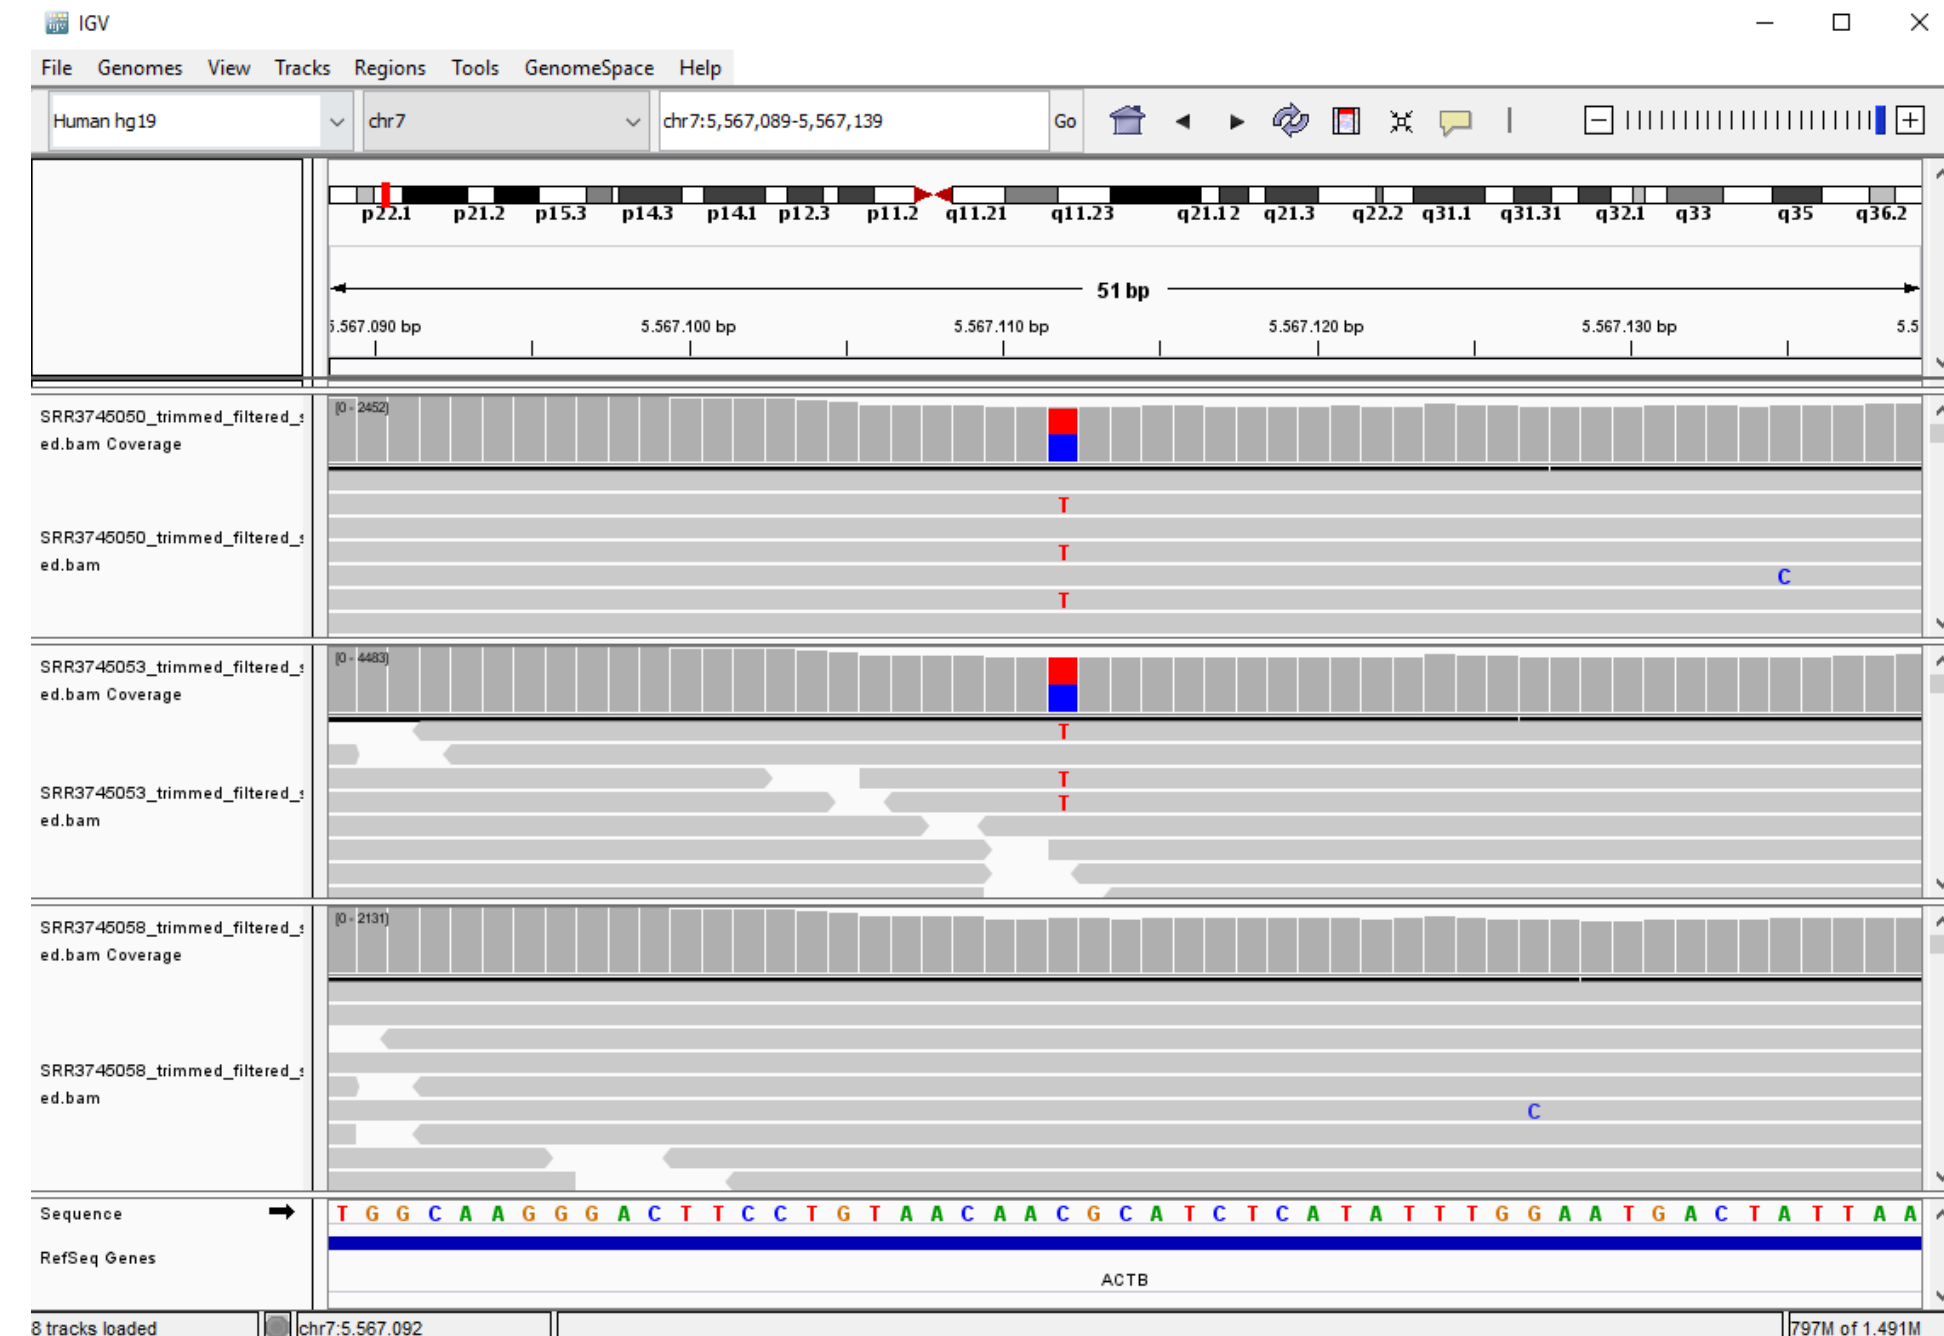 IGV
File Genomes View Tracks Regions Tools GenomeSpace Help
Human hg19 chr7 chr7:5,567,089-5,567,139 Go
p22.1 p21.2 p15.3 p14.3 p14.1 p12.3 p11.2 q11.21 q11.23 q21.12 q21.3 q22.2 q31.1 q31.31 q32.1 q33 q35 q36.2
51 bp
5.567.090 bp 5.567.100 bp 5.567.110 bp 5.567.120 bp 5.567.130 bp 5.5
SRR3745050_trimmed_filtered_s
ed.bam Coverage
[0 - 2452]
T
SRR3745050_trimmed_filtered_s
ed.bam
T
C
T
SRR3745053_trimmed_filtered_s
ed.bam Coverage
[0 - 4483]
T
T
SRR3745053_trimmed_filtered_s
ed.bam
T
SRR3745058_trimmed_filtered_s
ed.bam Coverage
[0 - 2131]
SRR3745058_trimmed_filtered_s
ed.bam
C
Sequence T G G C A A G G G A C T T C C T G T A A C A A C G C A T C T C A T A T T T G G A A T G A C T A T T A A
RefSeq Genes
ACTB
8 tracks loaded chr7:5.567.092 797M of 1.491M